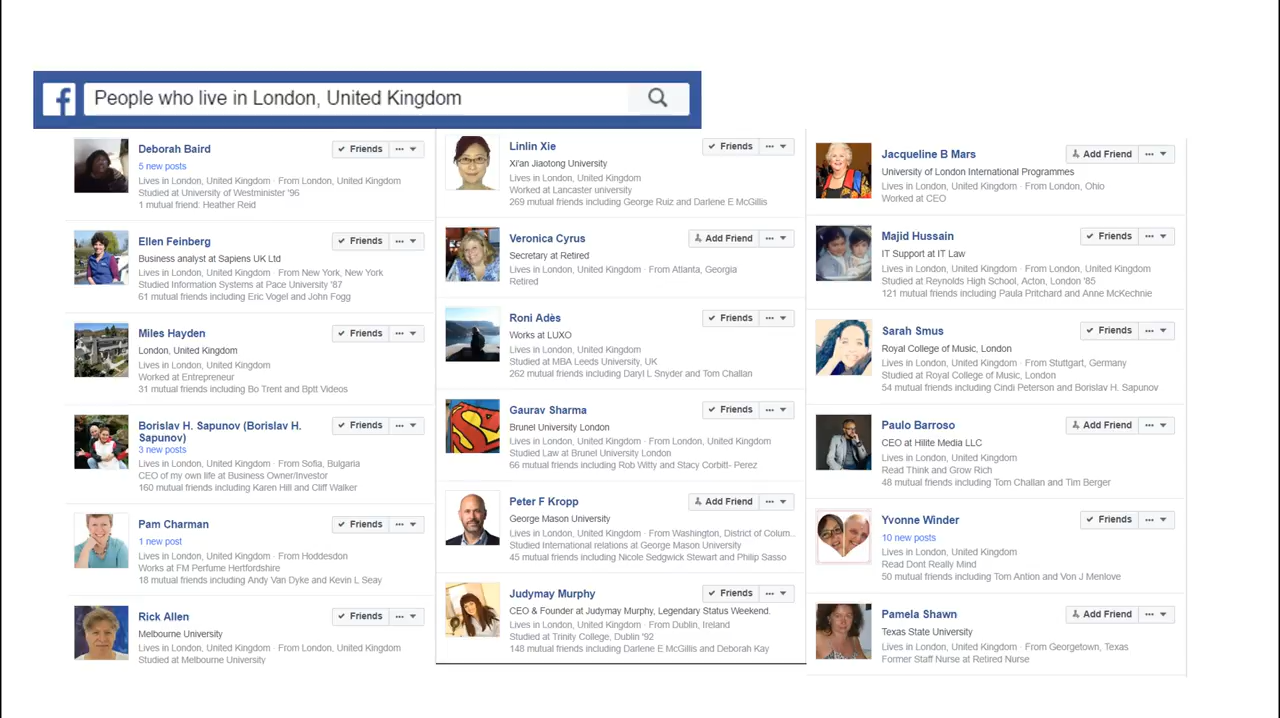 People who live in London, United Kingdom
Deborah Baird
Friends
5 new posts
Lives in London, United Kingdom · From London, United Kingdom
Studied at University of Westminister '96
1 mutual friend: Heather Reid
Ellen Feinberg
Friends
Business analyst at Sapiens UK Ltd
Lives in London, United Kingdom · From New York, New York
Studied Information Systems at Pace University '87
61 mutual friends including Eric Vogel and John Fogg
Miles Hayden
Friends
London, United Kingdom
Lives in London, United Kingdom
Worked at Entrepreneur
31 mutual friends including Bo Trent and Bptt Videos
Borislav H. Sapunov (Borislav H.
Sapunov)
Friends
3 new posts
Lives in London, United Kingdom · From Sofia, Bulgaria
CEO of my own life at Business Owner/Investor
160 mutual friends including Karen Hill and Cliff Walker
Pam Charman
Friends
1 new post
Lives in London, United Kingdom · From Hoddesdon
Works at FM Perfume Hertfordshire
18 mutual friends including Andy Van Dyke and Kevin L Seay
Rick Allen
Friends
Melbourne University
Lives in London, United Kingdom · From London, United Kingdom
Studied at Melbourne University
Linlin Xie
Friends
Xi'an Jiaotong University
Lives in London, United Kingdom
Worked at Lancaster university
269 mutual friends including George Ruiz and Darlene E McGillis
Veronica Cyrus
Add Friend
Secretary at Retired
Lives in London, United Kingdom · From Atlanta, Georgia
Retired
Roni Adès
Friends
Works at LUXO
Lives in London, United Kingdom
Studied at MBA Leeds University, UK
262 mutual friends including Daryl L Snyder and Tom Challan
Gaurav Sharma
Friends
Brunel University London
Lives in London, United Kingdom · From London, United Kingdom
Studied Law at Brunel University London
66 mutual friends including Rob Witty and Stacy Corbitt- Perez
Peter F Kropp
Add Friend
George Mason University
Lives in London, United Kingdom · From Washington, District of Colum...
Studied International relations at George Mason University
45 mutual friends including Nicole Sedgwick Stewart and Philip Sasso
Judymay Murphy
Friends
CEO & Founder at Judymay Murphy, Legendary Status Weekend.
Lives in London, United Kingdom · From Dublin, Ireland
Studied at Trinity College, Dublin '92
148 mutual friends including Darlene E McGillis and Deborah Kay
Jacqueline B Mars
Add Friend
University of London International Programmes
Lives in London, United Kingdom · From London, Ohio
Worked at CEO
Majid Hussain
Friends
IT Support at IT Law
Lives in London, United Kingdom · From London, United Kingdom
Studied at Reynolds High School, Acton, London '85
121 mutual friends including Paula Pritchard and Anne McKechnie
Sarah Smus
Friends
Royal College of Music, London
Lives in London, United Kingdom · From Stuttgart, Germany
Studied at Royal College of Music, London
54 mutual friends including Cindi Peterson and Borislav H. Sapunov
Paulo Barroso
Add Friend
CEO at Hilite Media LLC
Lives in London, United Kingdom
Read Think and Grow Rich
48 mutual friends including Tom Challan and Tim Berger
Yvonne Winder
Friends
10 new posts
Lives in London, United Kingdom
Read Dont Really Mind
50 mutual friends including Tom Antion and Von J Menlove
Pamela Shawn
Add Friend
Texas State University
Lives in London, United Kingdom · From Georgetown, Texas
Former Staff Nurse at Retired Nurse